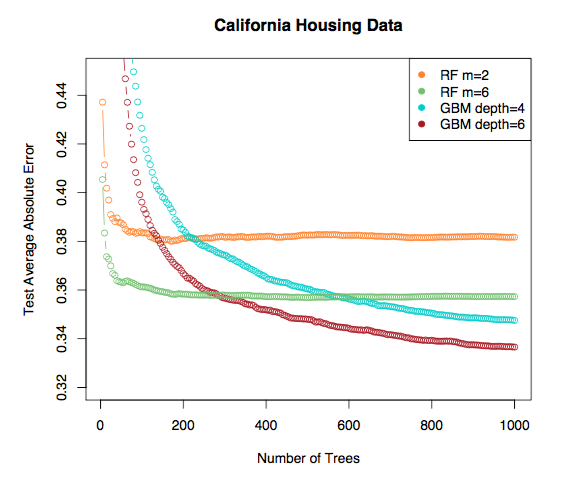 California Housing Data
RF m=2
RF m=6
GBM depth=4
GBM depth=6
Test Average Absolute Error
0.44
0.42
0.40
0.38
0.36
0.34
0.32
0
200
400
600
800
1000
Number of Trees